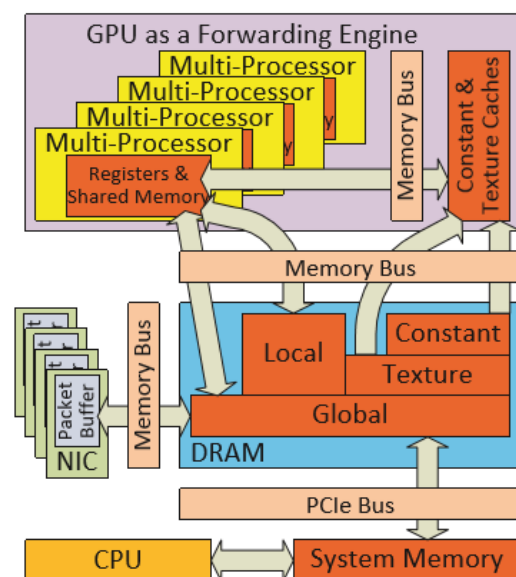 GPU as a Forwarding Engine
Multi-Processor
Multi-Processor
Multi-Processor
Multi-Processor
Registers &
Shared Memory
y
Memory Bus
Constant &
Texture Caches
Memory Bus
Local
Constant
Texture
Global
DRAM
Memory Bus
Packet
Buffer
NIC
PCIe Bus
CPU
System Memory